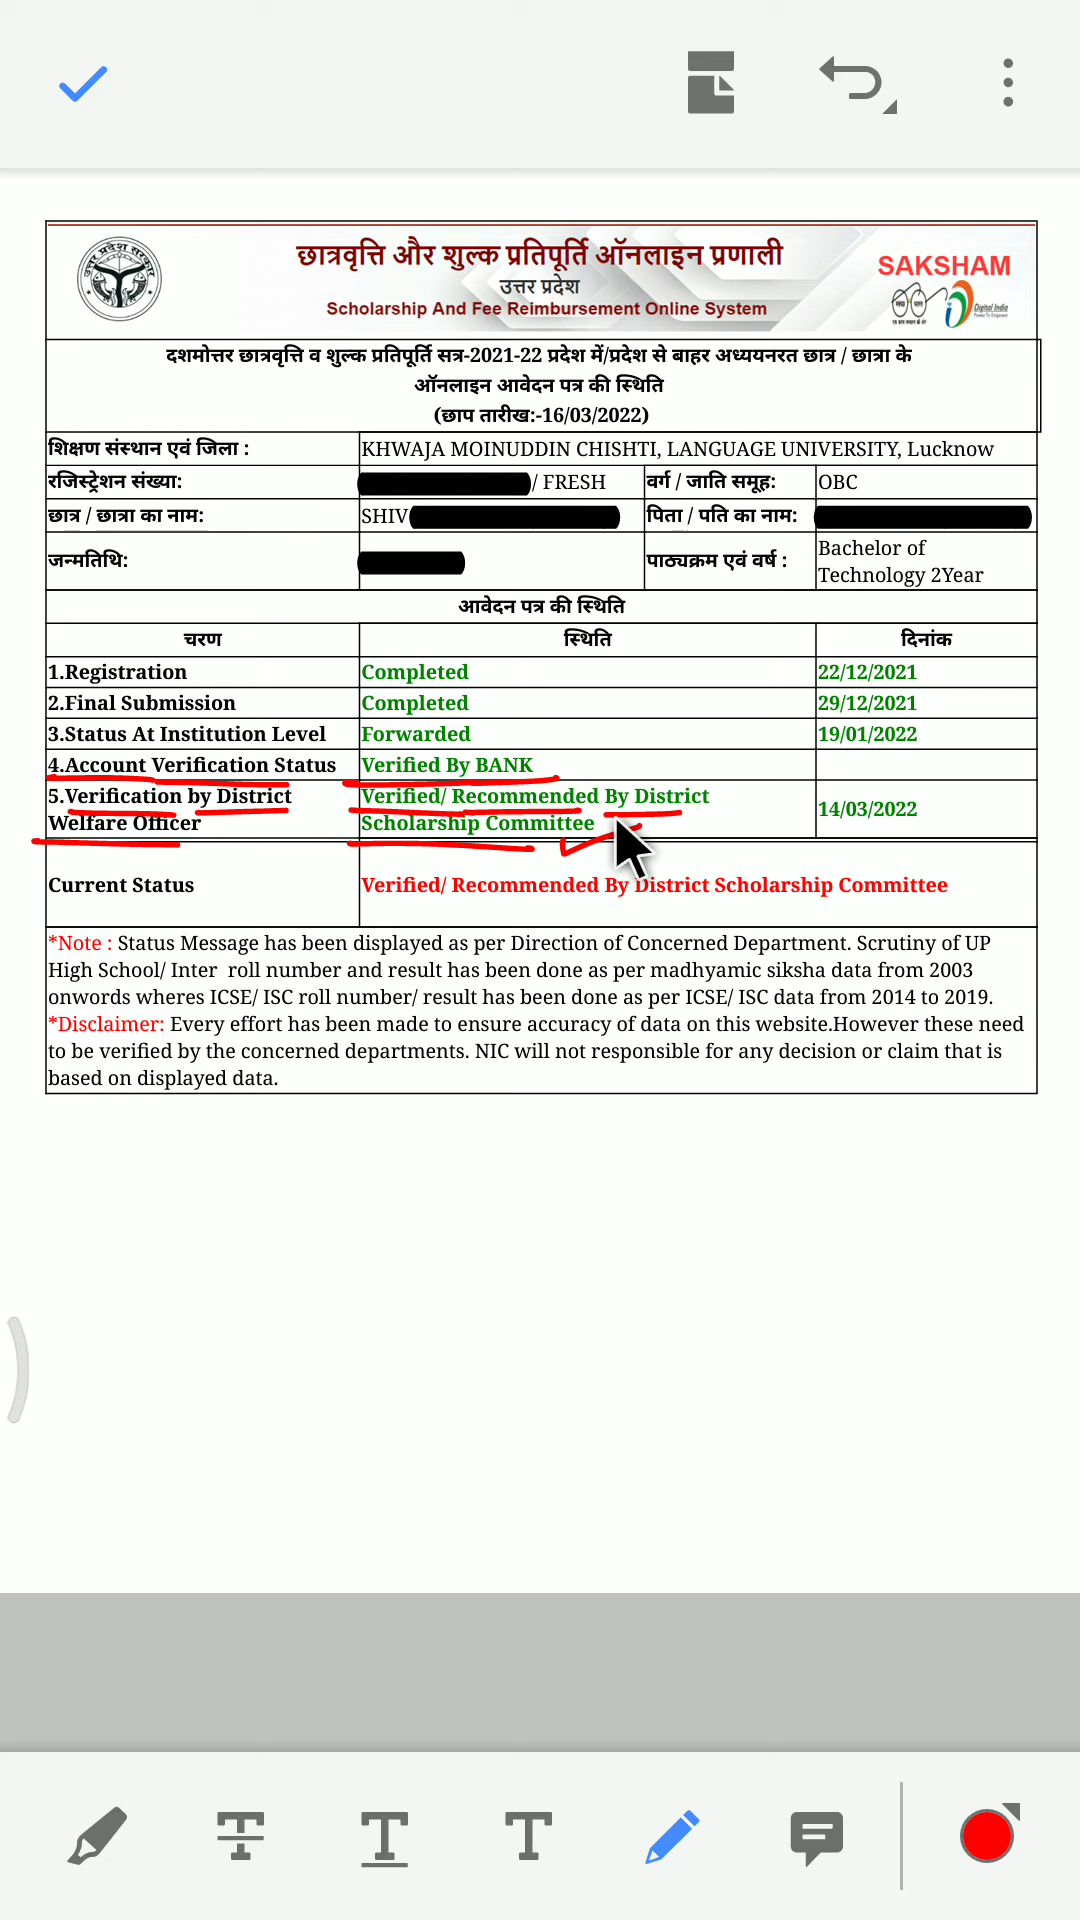 छात्रवृत्ति और शुल्क प्रतिपूर्ति ऑनलाइन प्रणाली
उत्तर प्रदेश
Scholarship And Fee Reimbursement Online System
SAKSHAM
Digital India
Power To Empower
दशमोत्तर छात्रवृत्ति व शुल्क प्रतिपूर्ति सत्र-2021-22 प्रदेश में/प्रदेश से बाहर अध्ययनरत छात्र / छात्रा के
ऑनलाइन आवेदन पत्र की स्थिति
(छाप तारीख:-16/03/2022)
शिक्षण संस्थान एवं जिला : KHWAJA MOINUDDIN CHISHTI, LANGUAGE UNIVERSITY, Lucknow
रजिस्ट्रेशन संख्या: / FRESH वर्ग / जाति समूह: OBC
छात्र / छात्रा का नाम: SHIV पिता / पति का नाम:
जन्मतिथि: पाठ्यक्रम एवं वर्ष : Bachelor of
Technology 2Year
आवेदन पत्र की स्थिति
चरण स्थिति दिनांक
1.Registration Completed 22/12/2021
2.Final Submission Completed 29/12/2021
3.Status At Institution Level Forwarded 19/01/2022
4.Account Verification Status Verified By BANK
5.Verification by District Verified/ Recommended By District 14/03/2022
Welfare Officer Scholarship Committee
Current Status Verified/ Recommended By District Scholarship Committee
*Note : Status Message has been displayed as per Direction of Concerned Department. Scrutiny of UP
High School/ Inter roll number and result has been done as per madhyamic siksha data from 2003
onwords wheres ICSE/ ISC roll number/ result has been done as per ICSE/ ISC data from 2014 to 2019.
*Disclaimer: Every effort has been made to ensure accuracy of data on this website.However these need
to be verified by the concerned departments. NIC will not responsible for any decision or claim that is
based on displayed data.